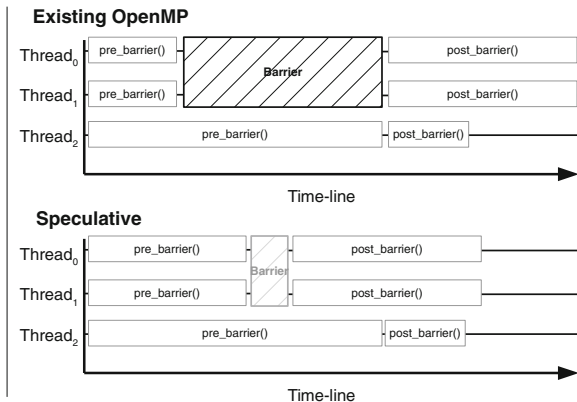 Existing OpenMP
Thread0 pre_barrier() Barrier post_barrier()
Thread1 pre_barrier() post_barrier()
Thread2 pre_barrier() post_barrier()
Time-line
Speculative
Thread0 pre_barrier() Barrier post_barrier()
Thread1 pre_barrier() post_barrier()
Thread2 pre_barrier() post_barrier()
Time-line